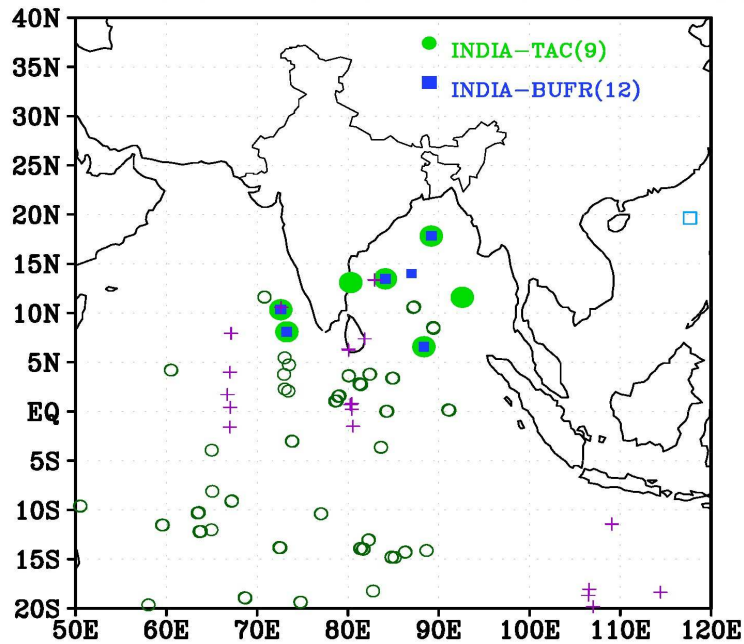 40N
INDIA-TAC(9)
35N
INDIA-BUFR(12)
30N
25N
20N
15N
10N
5N
EQ
5S
10S
15S
20S
50E 60E 70E 80E 90E 100E 110E 120E